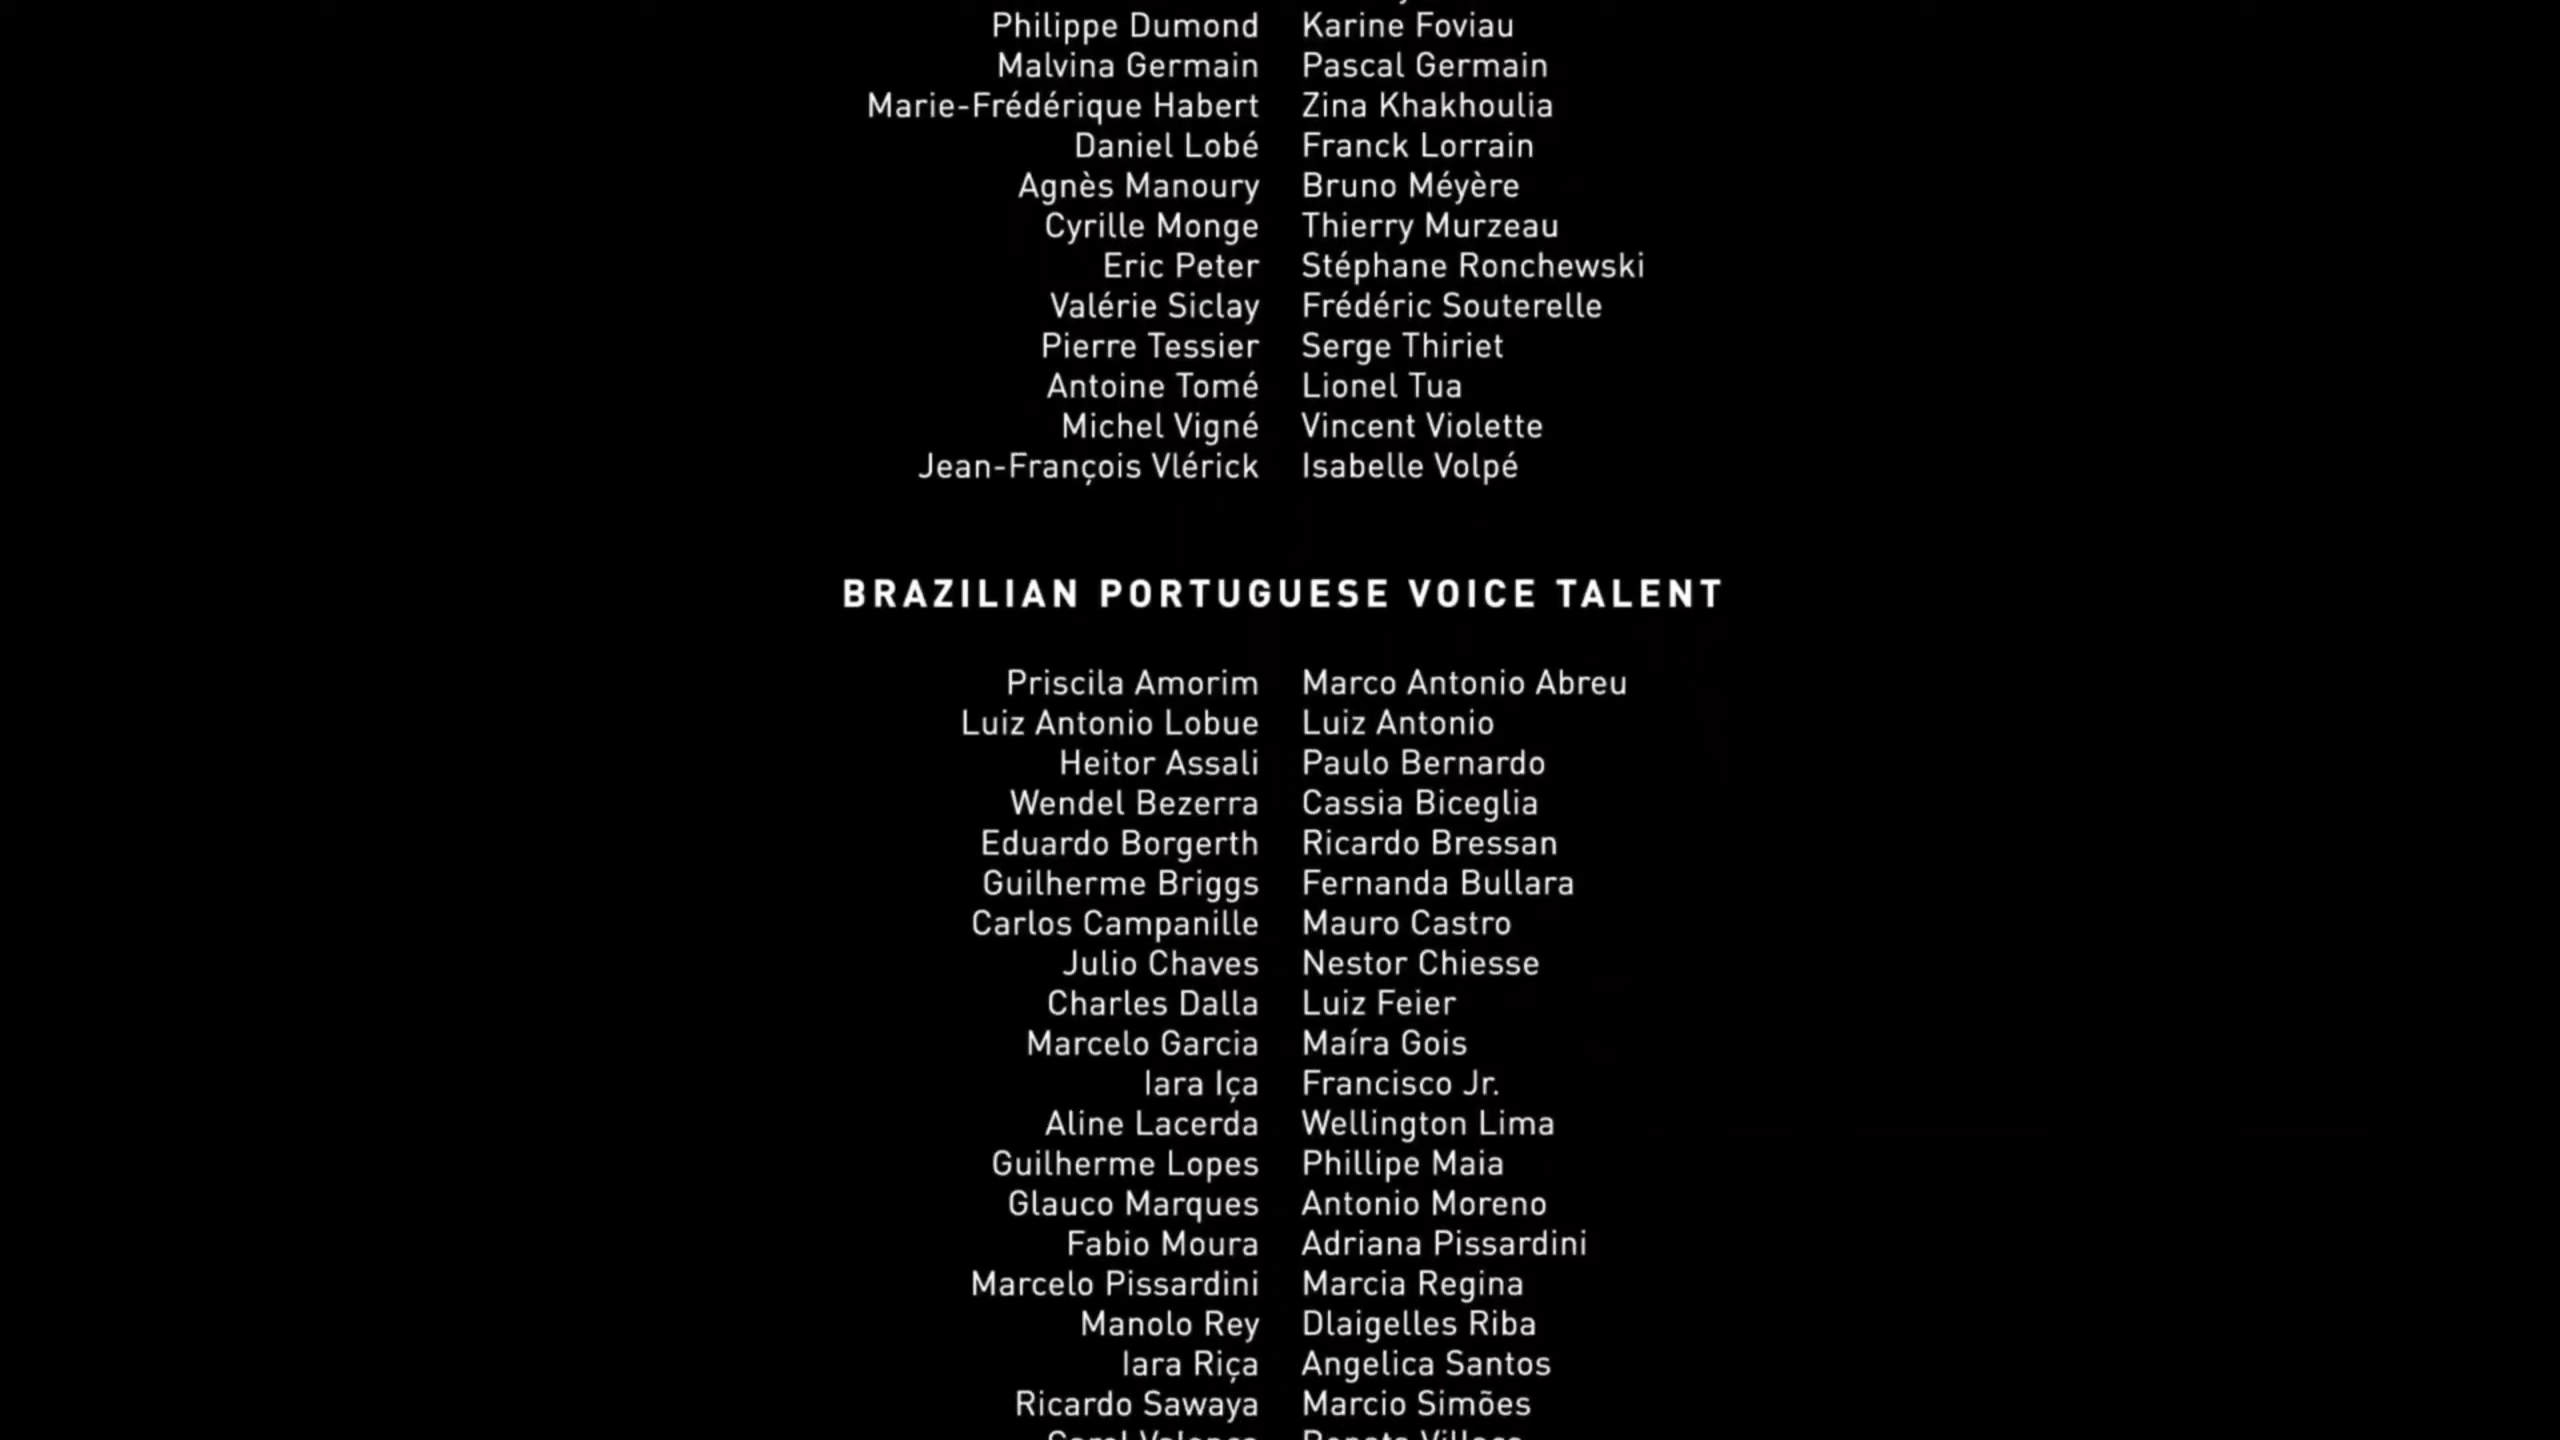 Philippe Dumond Karine Foviau
Malvina Germain Pascal Germain
Marie-Frédérique Habert Zina Khakhoulia
Daniel Lobé Franck Lorrain
Agnès Manoury Bruno Méyère
Cyrille Monge Thierry Murzeau
Eric Peter Stéphane Ronchewski
Valérie Siclay Frédéric Souterelle
Pierre Tessier Serge Thiriet
Antoine Tomé Lionel Tua
Michel Vigné Vincent Violette
Jean-François Vlérick Isabelle Volpé
BRAZILIAN PORTUGUESE VOICE TALENT
Priscila Amorim Marco Antonio Abreu
Luiz Antonio Lobue Luiz Antonio
Heitor Assali Paulo Bernardo
Wendel Bezerra Cassia Biceglia
Eduardo Borgerth Ricardo Bressan
Guilherme Briggs Fernanda Bullara
Carlos Campanille Mauro Castro
Julio Chaves Nestor Chiesse
Charles Dalla Luiz Feier
Marcelo Garcia Maíra Gois
Iara Iça Francisco Jr.
Aline Lacerda Wellington Lima
Guilherme Lopes Phillipe Maia
Glauco Marques Antonio Moreno
Fabio Moura Adriana Pissardini
Marcelo Pissardini Marcia Regina
Manolo Rey Dlaigelles Riba
Iara Riça Angelica Santos
Ricardo Sawaya Marcio Simões